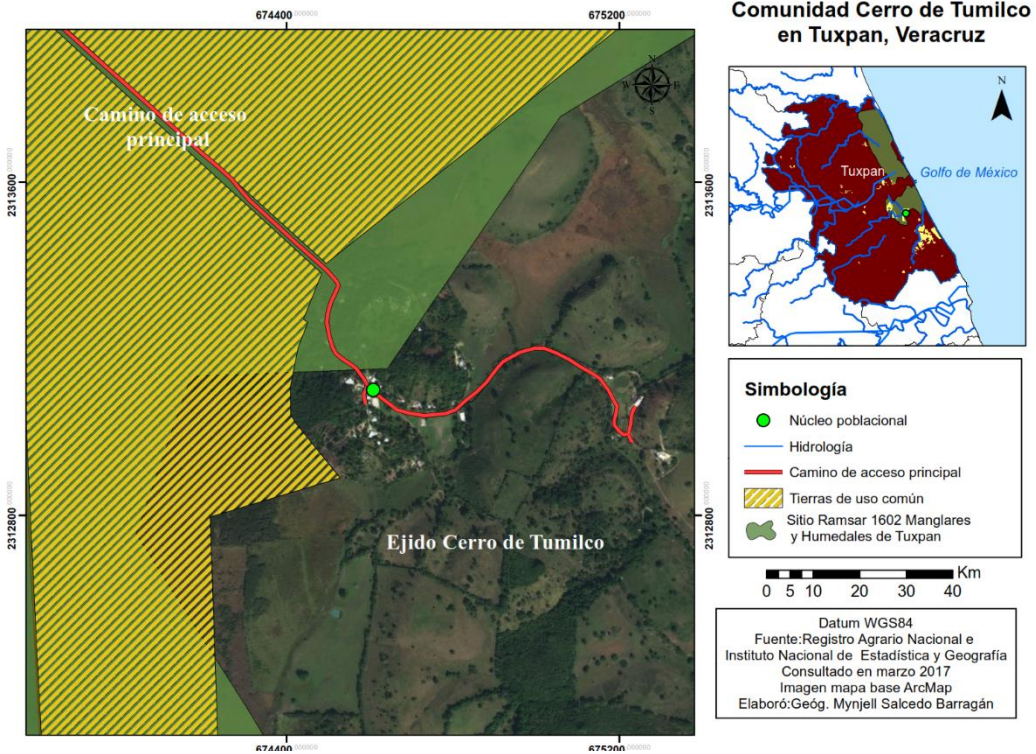 Comunidad Cerro de Tumilco
en Tuxpan, Veracruz
674400
675200
Camino de acceso
principal
N
W
E
S
2313600
2313600
2312800
2312800
Ejido Cerro de Tumilco
674400
675200
N
Tuxpan
Golfo de México
Simbología
Núcleo poblacional
Hidrología
Camino de acceso principal
Tierras de uso común
Sitio Ramsar 1602 Manglares
y Humedales de Tuxpan
Km
0 5 10 20 30 40
Datum WGS84
Fuente:Registro Agrario Nacional e
Instituto Nacional de Estadística y Geografía
Consultado en marzo 2017
Imagen mapa base ArcMap
Elaboró:Geóg. Mynjell Salcedo Barragán